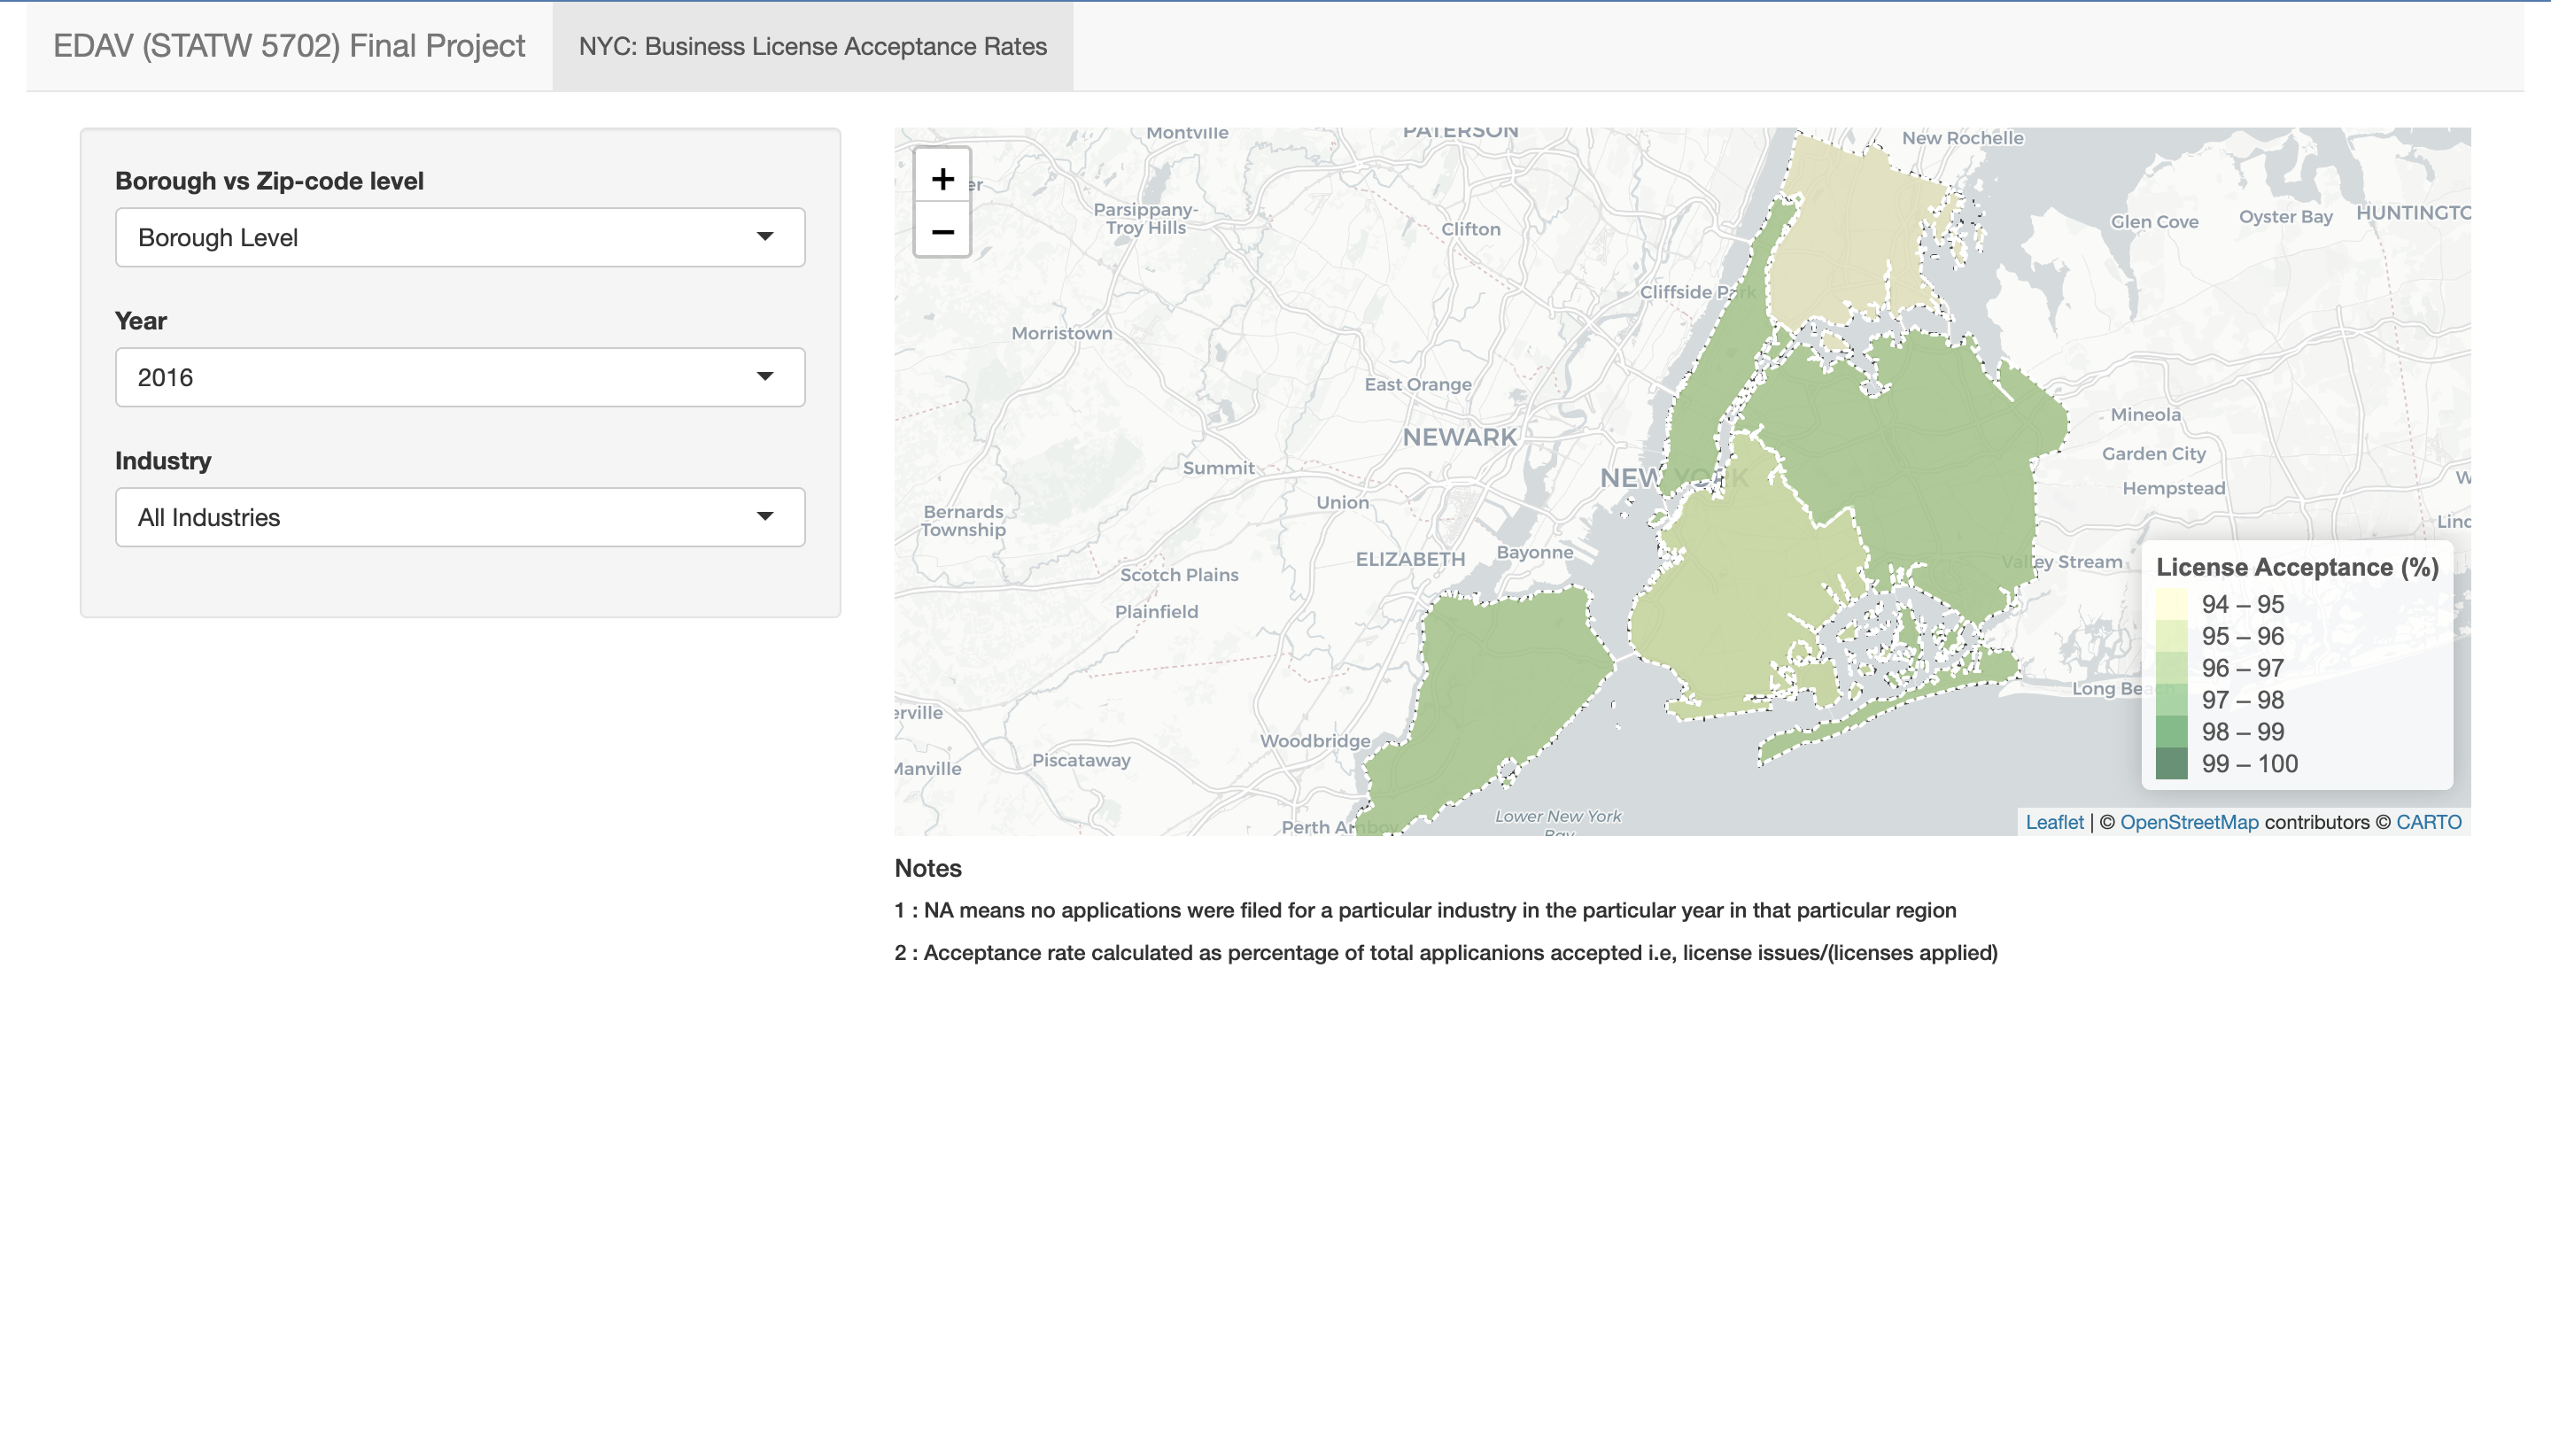 EDAV (STATW 5702) Final Project
NYC: Business License Acceptance Rates
Borough vs Zip-code level
Borough Level
Year
2016
Industry
All Industries
+
−
Montville
PATERSON
New Rochelle
er
Parsippany-
Troy Hills
Clifton
Glen Cove
Oyster Bay
HUNTINGTO
Cliffside Park
Morristown
East Orange
Mineola
NEWARK
Garden City
Summit
NEW YORK
Hempstead
W
Union
Bernards
Township
Lind
ELIZABETH
Bayonne
Valley Stream
Scotch Plains
Plainfield
Long Beach
erville
Woodbridge
Piscataway
Manville
Perth Amboy
Lower New York
Bay
License Acceptance (%)
94 – 95
95 – 96
96 – 97
97 – 98
98 – 99
99 – 100
Leaflet | © OpenStreetMap contributors © CARTO
Notes
1 : NA means no applications were filed for a particular industry in the particular year in that particular region
2 : Acceptance rate calculated as percentage of total applicanions accepted i.e, license issues/(licenses applied)